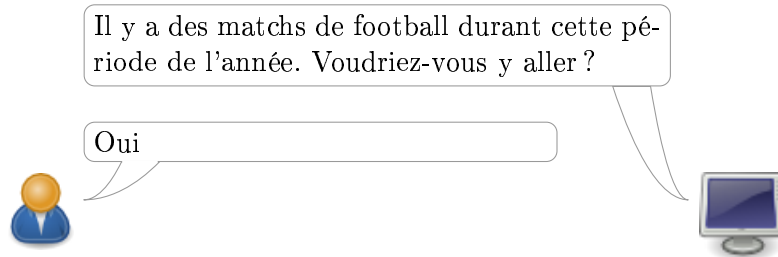 Il y a des matchs de football durant cette pé-
riode de l'année. Voudriez-vous y aller ?
Oui